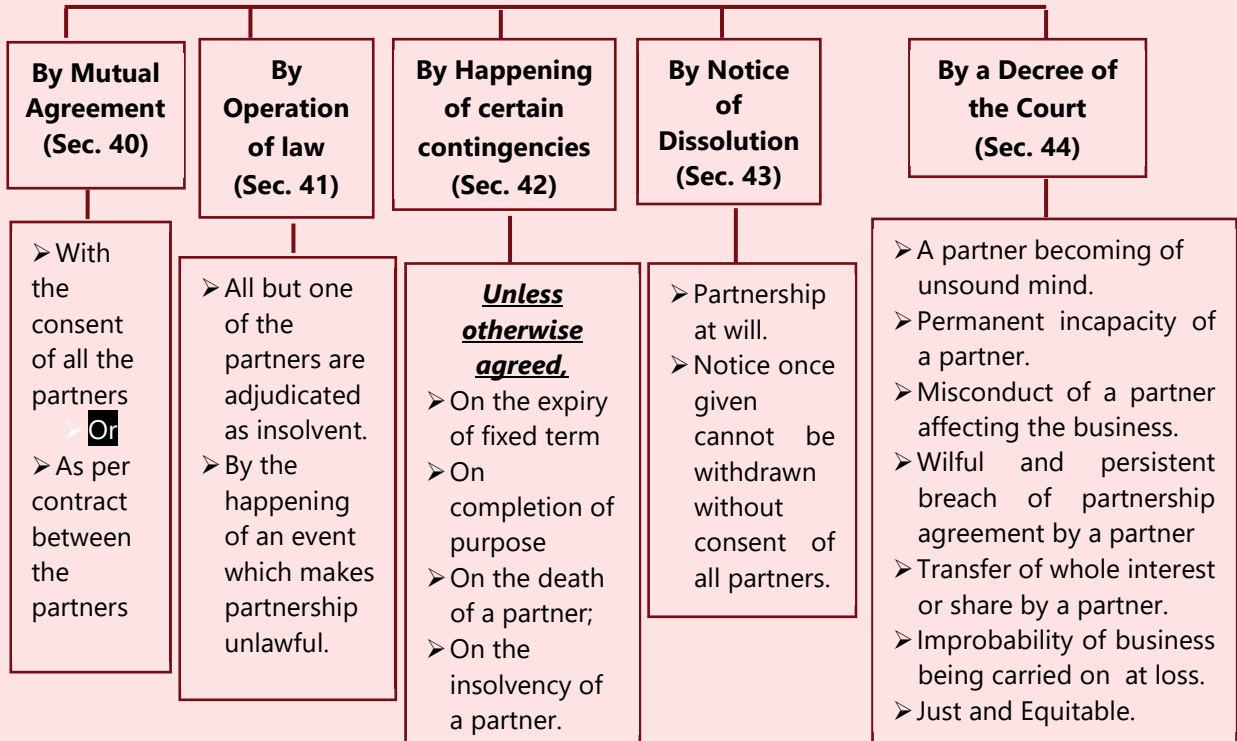 By Mutual
Agreement
(Sec. 40)
By
Operation
of law
(Sec. 41)
By Happening
of certain
contingencies
(Sec. 42)
By Notice
of
Dissolution
(Sec. 43)
By a Decree of
the Court
(Sec. 44)
➢ With
the
consent
of all the
partners
➢ Or
➢ As per
contract
between
the
partners
➢ All but one
of the
partners are
adjudicated
as insolvent.
➢ By the
happening
of an event
which makes
partnership
unlawful.
Unless
otherwise
agreed,
➢ On the expiry
of fixed term
➢ On
completion of
purpose
➢ On the death
of a partner;
➢ On the
insolvency of
a partner.
➢ Partnership
at will.
➢ Notice once
given
cannot be
withdrawn
without
consent of
all partners.
➢ A partner becoming of
unsound mind.
➢ Permanent incapacity of
a partner.
➢ Misconduct of a partner
affecting the business.
➢ Wilful and persistent
breach of partnership
agreement by a partner
➢ Transfer of whole interest
or share by a partner.
➢ Improbability of business
being carried on at loss.
➢ Just and Equitable.